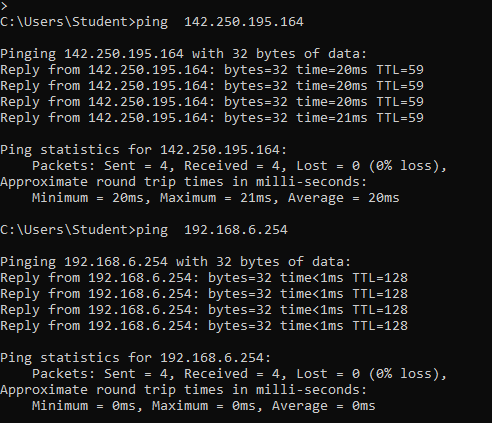 >
C:\Users\Student>ping  142.250.195.164
Pinging 142.250.195.164 with 32 bytes of data:
Reply from 142.250.195.164: bytes=32 time=20ms TTL=59
Reply from 142.250.195.164: bytes=32 time=20ms TTL=59
Reply from 142.250.195.164: bytes=32 time=20ms TTL=59
Reply from 142.250.195.164: bytes=32 time=21ms TTL=59
Ping statistics for 142.250.195.164:
    Packets: Sent = 4, Received = 4, Lost = 0 (0% loss),
Approximate round trip times in milli-seconds:
    Minimum = 20ms, Maximum = 21ms, Average = 20ms
C:\Users\Student>ping  192.168.6.254
Pinging 192.168.6.254 with 32 bytes of data:
Reply from 192.168.6.254: bytes=32 time<1ms TTL=128
Reply from 192.168.6.254: bytes=32 time<1ms TTL=128
Reply from 192.168.6.254: bytes=32 time<1ms TTL=128
Reply from 192.168.6.254: bytes=32 time<1ms TTL=128
Ping statistics for 192.168.6.254:
    Packets: Sent = 4, Received = 4, Lost = 0 (0% loss),
Approximate round trip times in milli-seconds:
    Minimum = 0ms, Maximum = 0ms, Average = 0ms